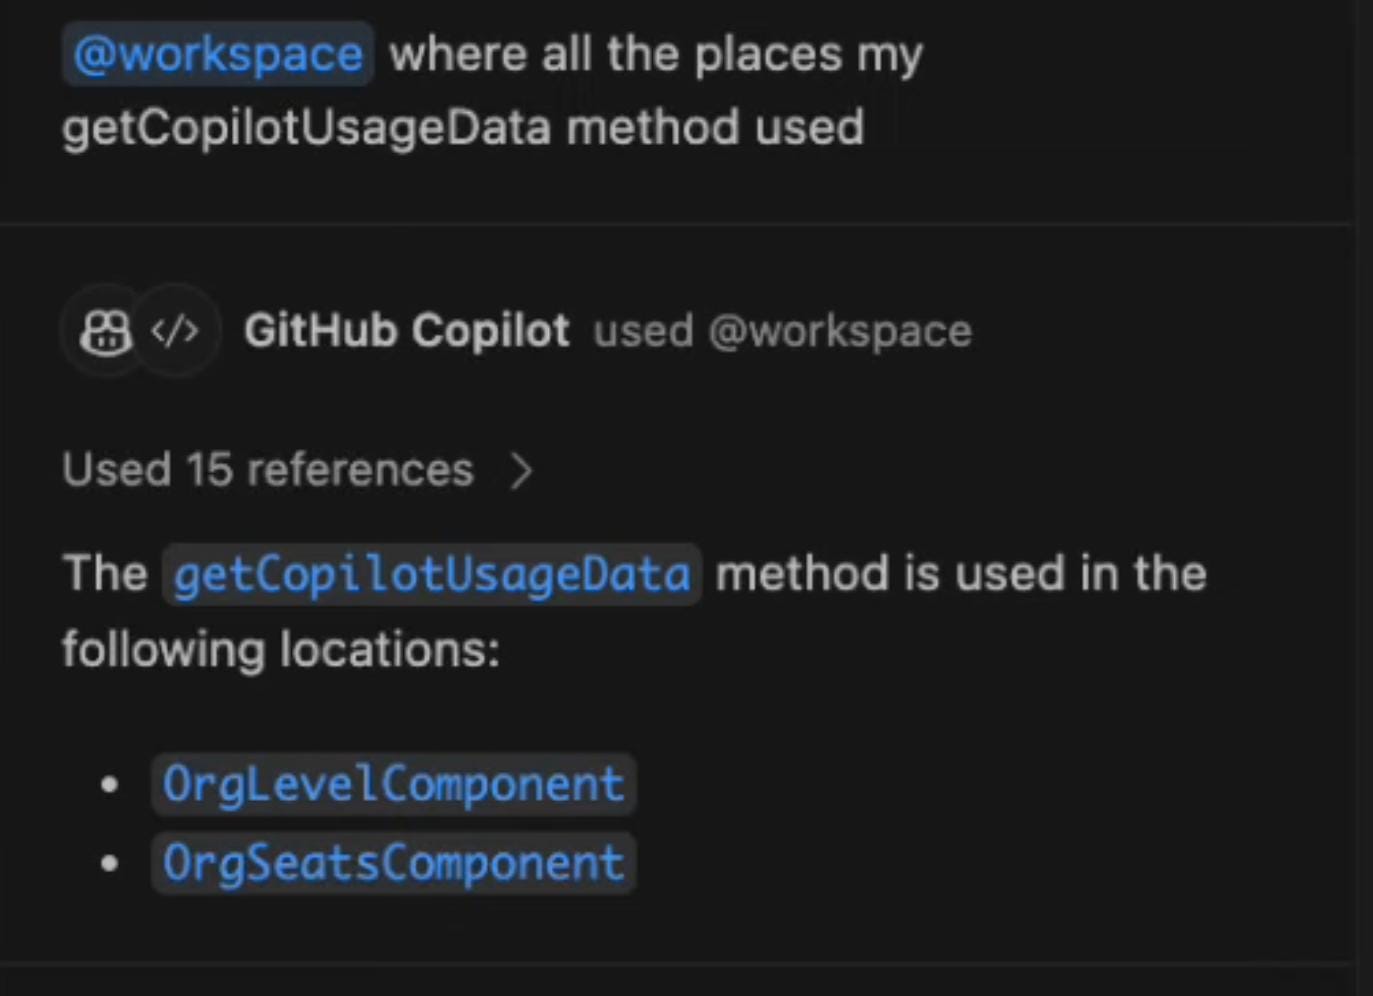 @workspace where all the places my
getCopilotUsageData method used
GitHub Copilot used @workspace
Used 15 references
The getCopilotUsageData method is used in the
following locations:
• OrgLevelComponent
• OrgSeatsComponent